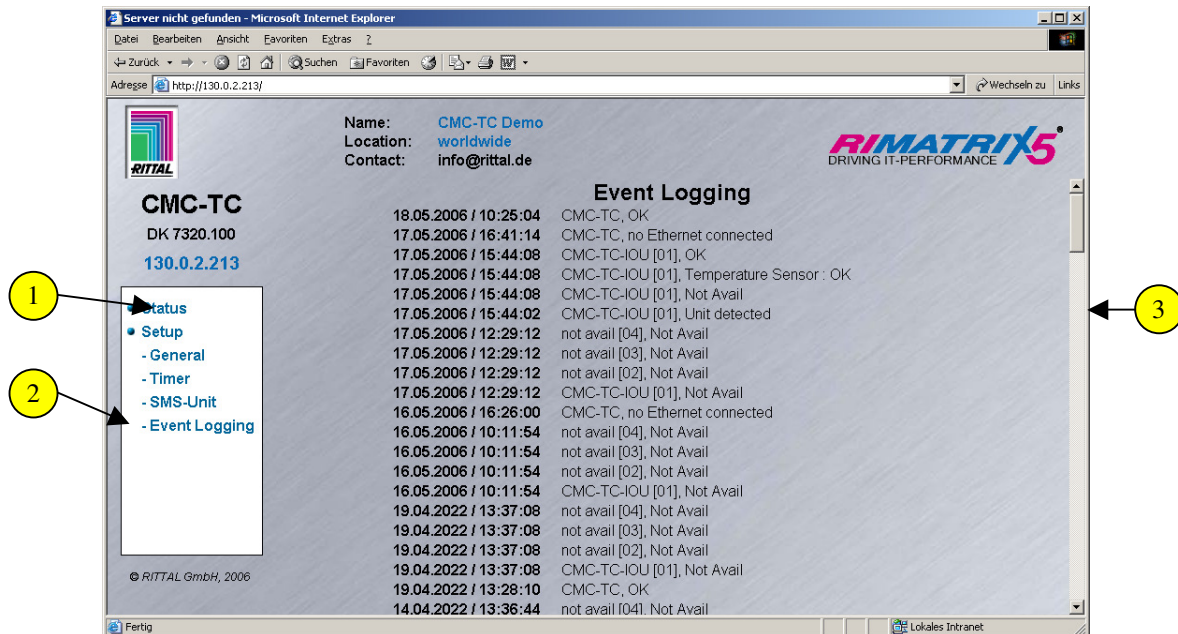 Server nicht gefunden - Microsoft Internet Explorer
Datei Bearbeiten Ansicht Favoriten Extras ?
Zurück Suchen Favoriten
Adresse http://130.0.2.213/ Wechseln zu Links
RITTAL
Name: CMC-TC Demo
Location: worldwide
Contact: info@rittal.de
RIMATRIX5
DRIVING IT-PERFORMANCE
CMC-TC
DK 7320.100
130.0.2.213
1
Status
Setup
- General
- Timer
- SMS-Unit
2
- Event Logging
© RITTAL GmbH, 2006
Event Logging
18.05.2006 / 10:25:04 CMC-TC, OK
17.05.2006 / 16:41:14 CMC-TC, no Ethernet connected
17.05.2006 / 15:44:08 CMC-TC-IOU [01], OK
17.05.2006 / 15:44:08 CMC-TC-IOU [01], Temperature Sensor : OK
17.05.2006 / 15:44:08 CMC-TC-IOU [01], Not Avail
17.05.2006 / 15:44:02 CMC-TC-IOU [01], Unit detected
17.05.2006 / 12:29:12 not avail [04], Not Avail
17.05.2006 / 12:29:12 not avail [03], Not Avail
17.05.2006 / 12:29:12 not avail [02], Not Avail
17.05.2006 / 12:29:12 CMC-TC-IOU [01], Not Avail
16.05.2006 / 16:26:00 CMC-TC, no Ethernet connected
16.05.2006 / 10:11:54 not avail [04], Not Avail
16.05.2006 / 10:11:54 not avail [03], Not Avail
16.05.2006 / 10:11:54 not avail [02], Not Avail
16.05.2006 / 10:11:54 CMC-TC-IOU [01], Not Avail
19.04.2022 / 13:37:08 not avail [04], Not Avail
19.04.2022 / 13:37:08 not avail [03], Not Avail
19.04.2022 / 13:37:08 not avail [02], Not Avail
19.04.2022 / 13:37:08 CMC-TC-IOU [01], Not Avail
19.04.2022 / 13:28:10 CMC-TC, OK
14.04.2022 / 13:36:44 not avail [04], Not Avail
3
Fertig Lokales Intranet